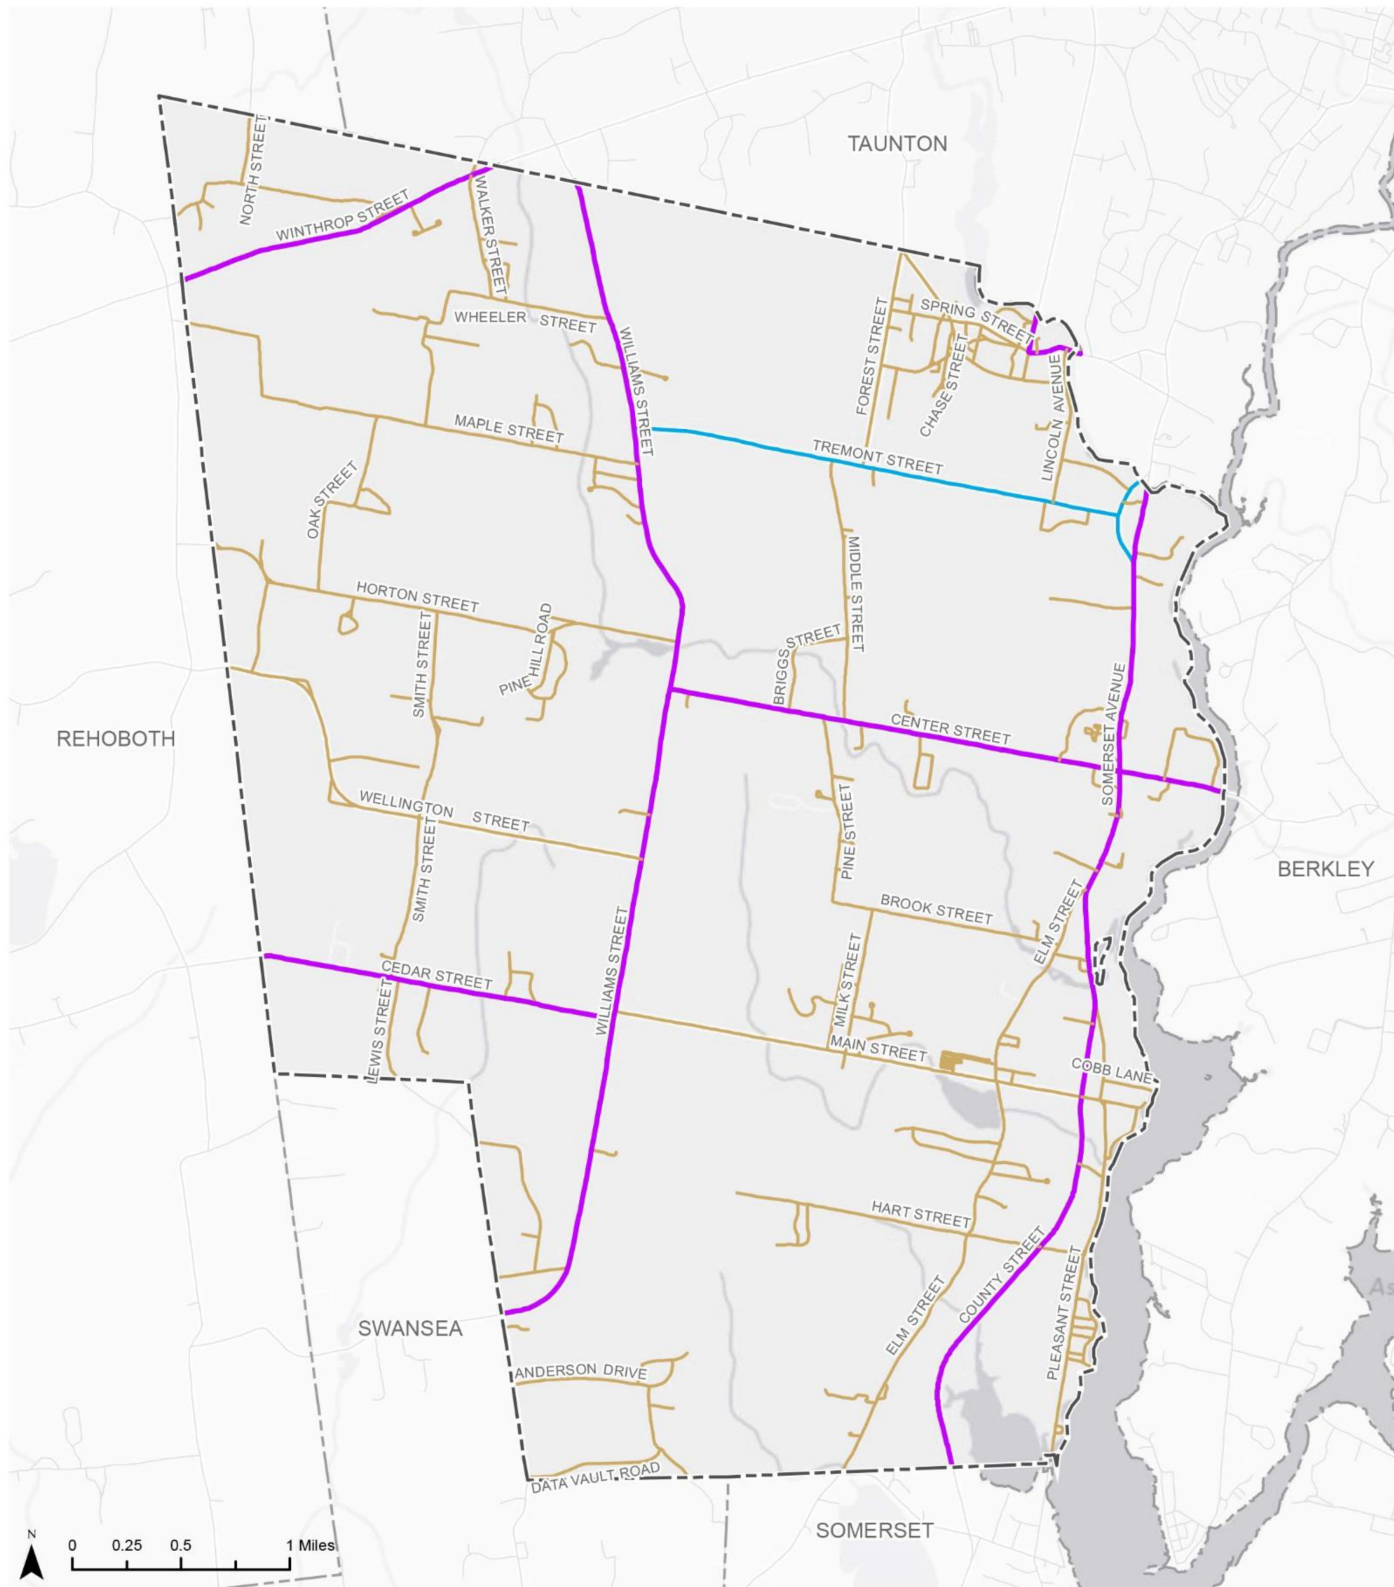 TAUNTON
NORTH STREET
WINTHROP STREET
WALKER STREET
WHEELER STREET
WILLIAMS STREET
FOREST STREET
SPRING STREET
CHASE STREET
LINCOLN AVENUE
MAPLE STREET
TREMONT STREET
OAK STREET
MIDDLE STREET
HORTON STREET
SMITH STREET
PINE HILL ROAD
BRIGGS STREET
REHOBOTH
CENTER STREET
SOMERSET AVENUE
WELLINGTON STREET
PINE STREET
SMITH STREET
BERKLEY
BROOK STREET
ELM STREET
CEDAR STREET
WILLIAMS STREET
MILK STREET
LEWIS STREET
MAIN STREET
COBB LANE
HART STREET
COUNTY STREET
PLEASANT STREET
As
SWANSEA
ELM STREET
ANDERSON DRIVE
DATA VAULT ROAD
SOMERSET
N
0 0.25 0.5 1 Miles